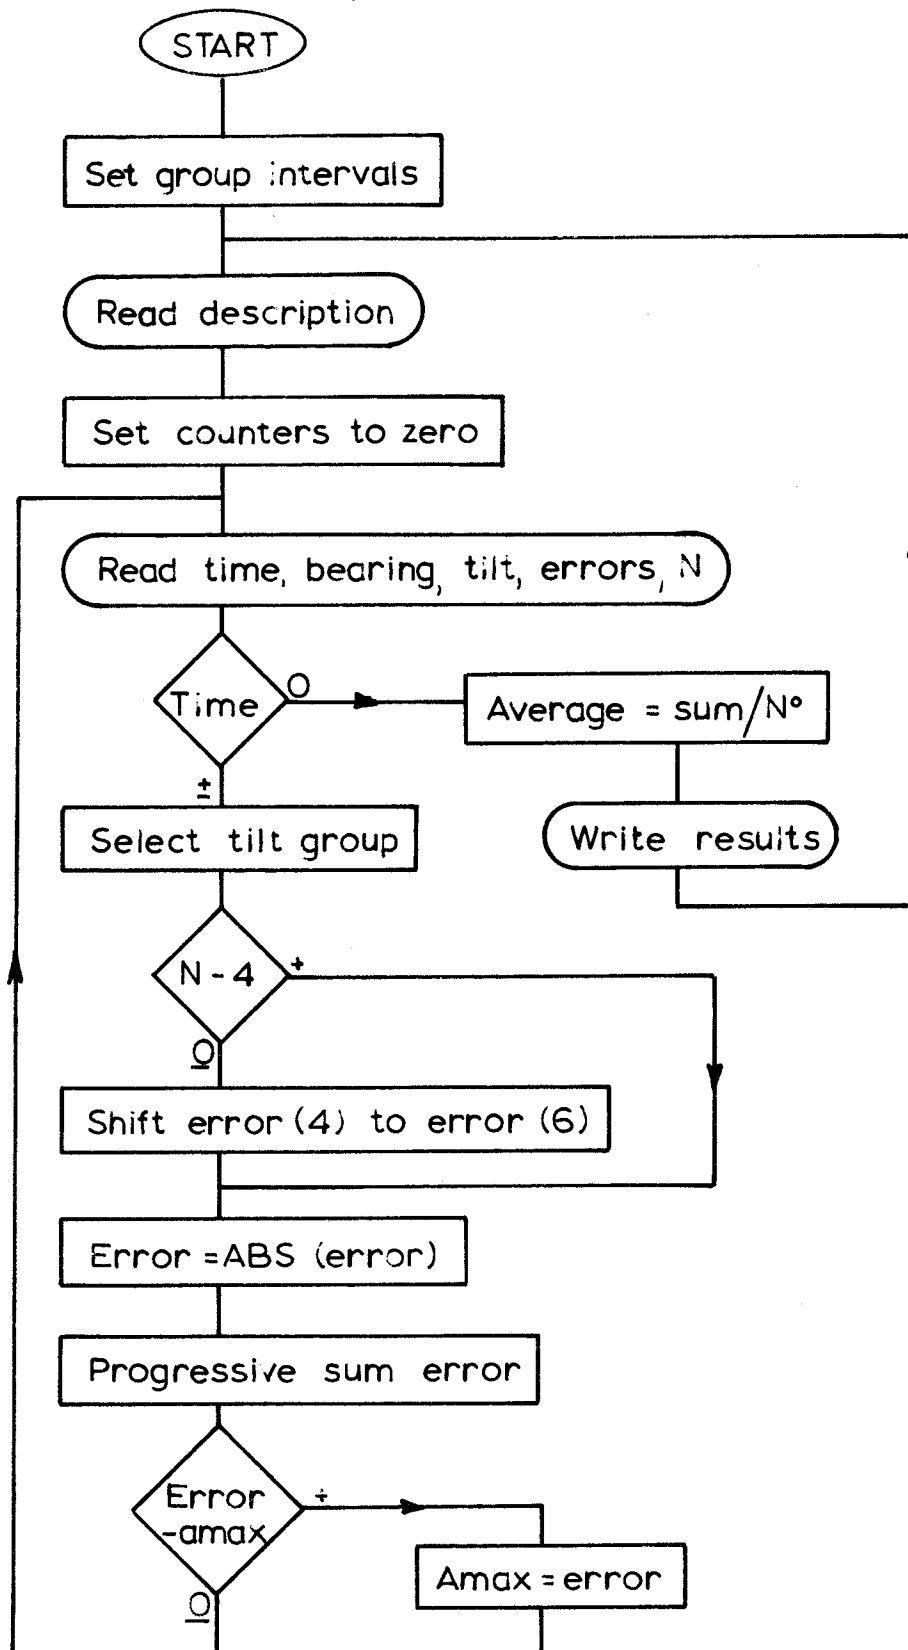 START
Set group intervals
Read description
Set counters to zero
Read time, bearing, tilt, errors, N
Time
O
Average = sum/N°
±
Select tilt group
Write results
N-4
+
<u>O</u>
Shift error (4) to error (6)
Error = ABS (error)
Progressive sum error
Error
-amax
+
Amax = error
<u>O</u>